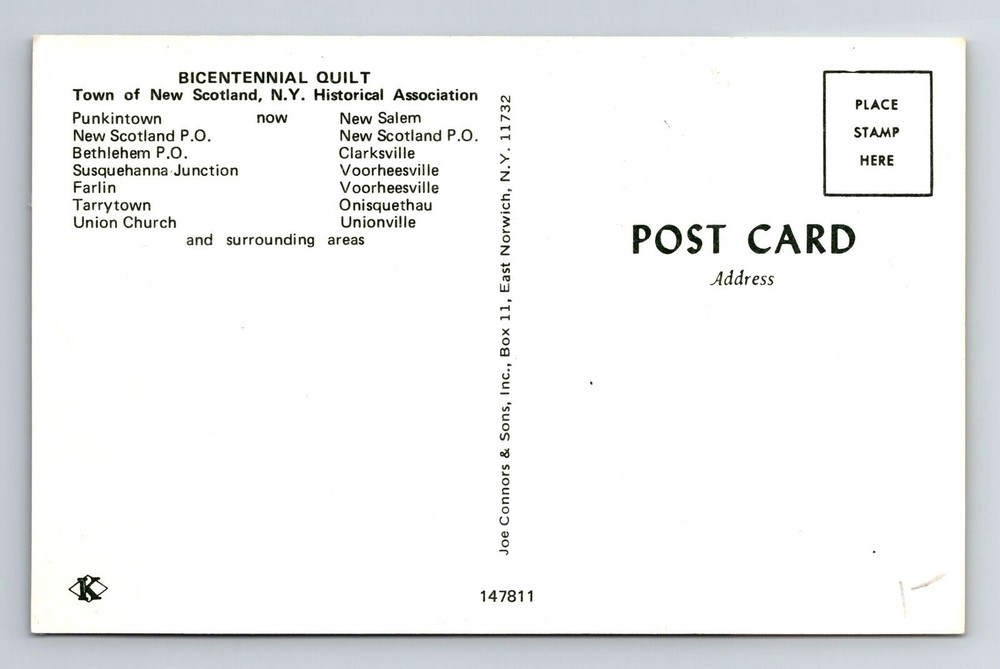 BICENTENNIAL QUILT
Town of New Scotland, N.Y. Historical Association
Punkintown now New Salem
New Scotland P.O. New Scotland P.O.
Bethlehem P.O. Clarksville
Susquehanna Junction Voorheesville
Farlin Voorheesville
Tarrytown Onisquethau
Union Church Unionville
and surrounding areas
Joe Connors & Sons, Inc., Box 11, East Norwich, N.Y. 11732
PLACE
STAMP
HERE
POST CARD
Address
K
147811